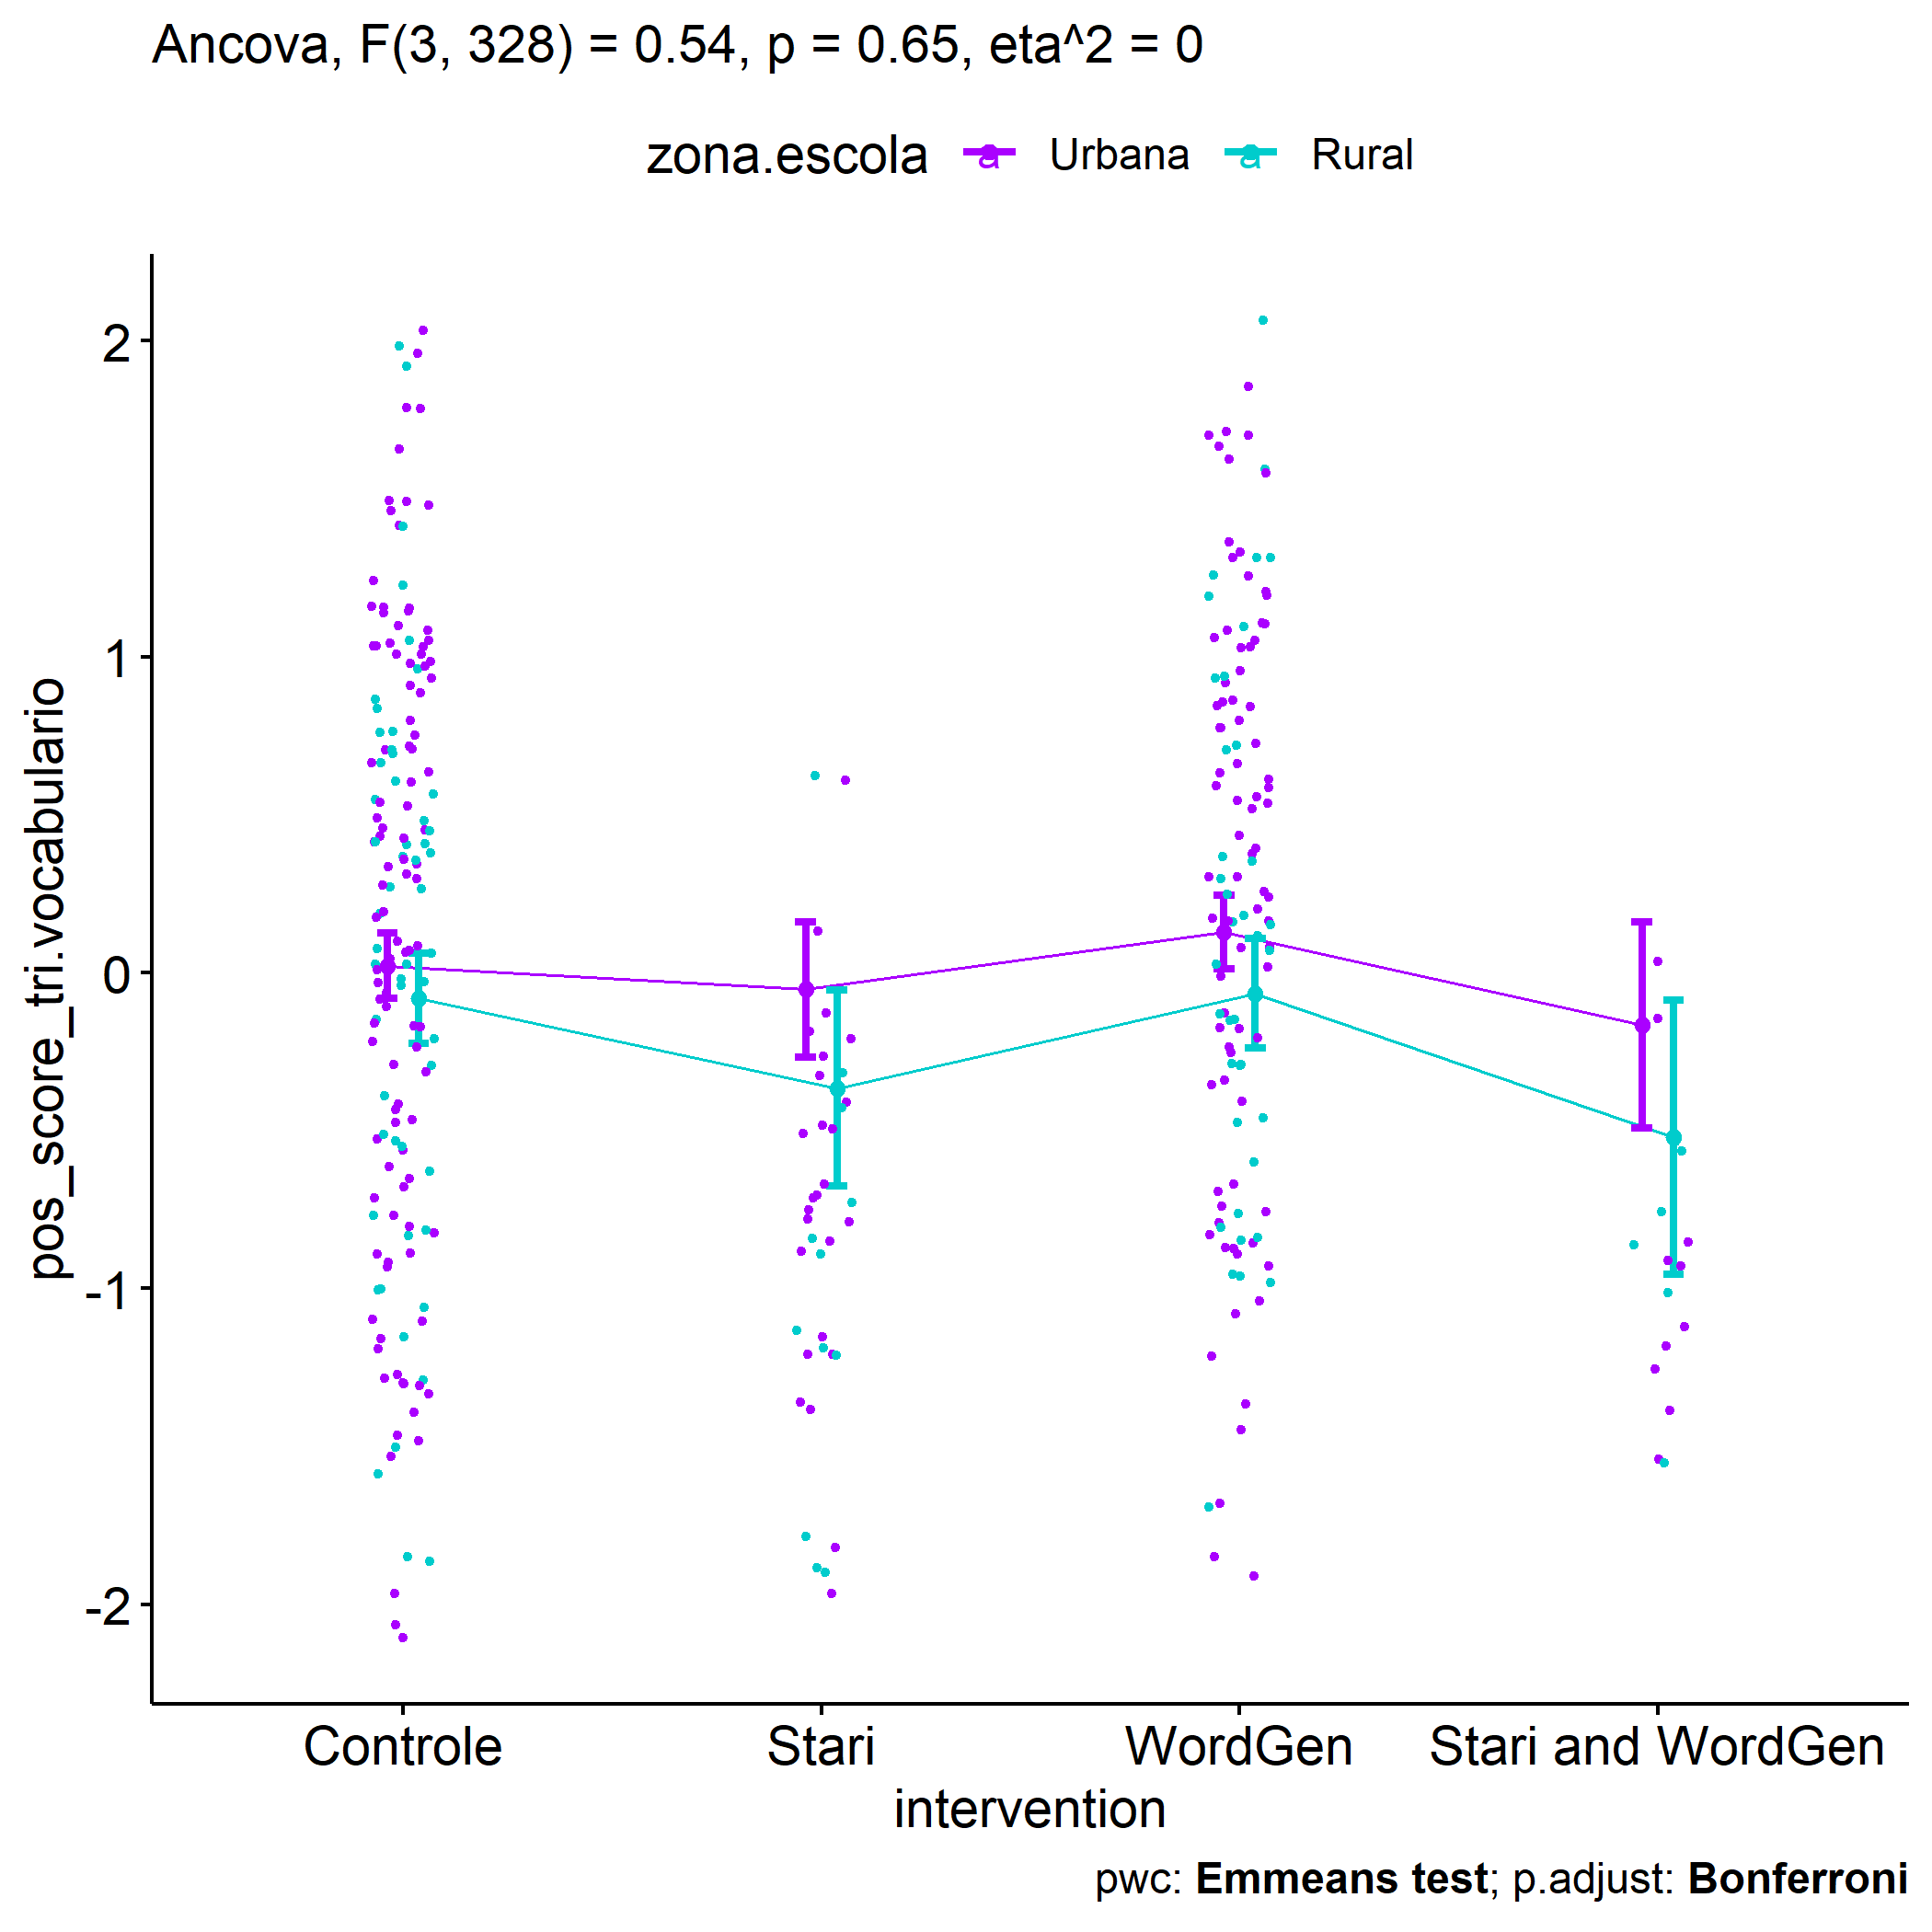 Ancova, F(3, 328) = 0.54, p = 0.65, eta^2 = 0
zona.escola a Urbana a Rural
pos_score_tri.vocabulario
2
1
0
-1
-2
Controle Stari WordGen Stari and WordGen
intervention
pwc: Emmeans test; p.adjust: Bonferroni